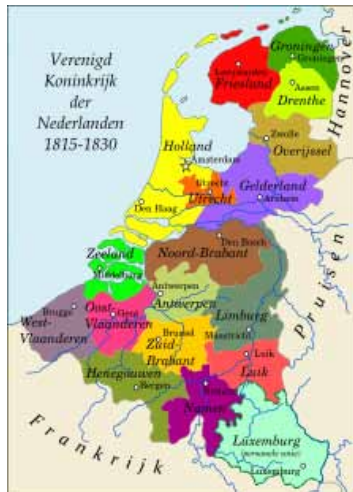 Verenigd
Koninkrijk
der
Nederlanden
1815-1830
Groningen
Groningen
Leeuwarden
Friesland
Assen
Drenthe
Hannover
Zwolle
Overijssel
Holland
Amsterdam
Utrecht
Utrecht
Gelderland
Arnhem
Den Haag
Den Bosch
Noord-Brabant
Zeeland
Middelburg
Pruisen
Antwerpen
Antwerpen
Brugge
West-
Vlaanderen
Oost-
Vlaanderen
Gent
Limburg
Maastricht
Brussel
Zuid-
Brabant
Luik
Luik
Henegouwen
Bergen
Namen
Namen
Frankrijk
Luxemburg
Luxemburg